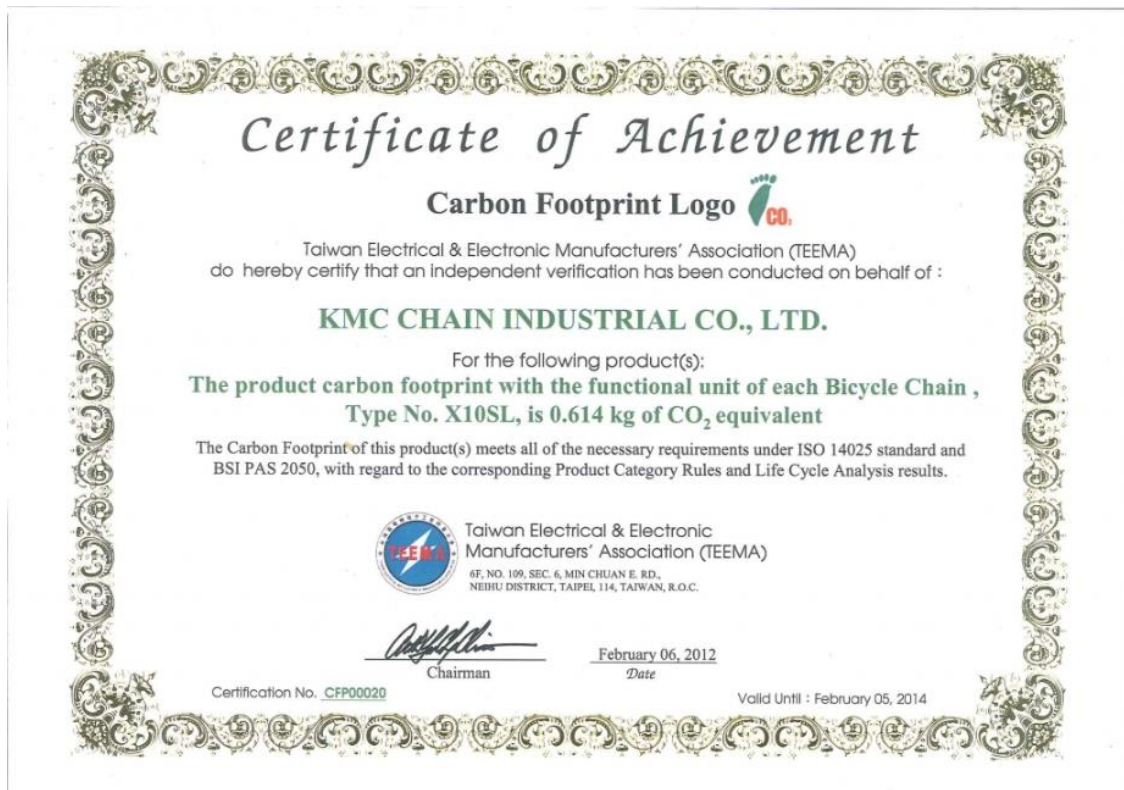 Certificate of Achievement
Carbon Footprint Logo
CO₂
Taiwan Electrical & Electronic Manufacturers' Association (TEEMA)
do hereby certify that an independent verification has been conducted on behalf of :
KMC CHAIN INDUSTRIAL CO., LTD.
For the following product(s):
The product carbon footprint with the functional unit of each Bicycle Chain ,
Type No. X10SL, is 0.614 kg of CO₂ equivalent
The Carbon Footprint of this product(s) meets all of the necessary requirements under ISO 14025 standard and
BSI PAS 2050, with regard to the corresponding Product Category Rules and Life Cycle Analysis results.
TEEMA
Taiwan Electrical & Electronic
Manufacturers' Association (TEEMA)
6F, NO. 109, SEC. 6, MIN CHUAN E. RD.,
NEIHU DISTRICT, TAIPEI, 114, TAIWAN, R.O.C.
February 06, 2012
Chairman
Date
Certification No. CFP00020
Valid Until : February 05, 2014